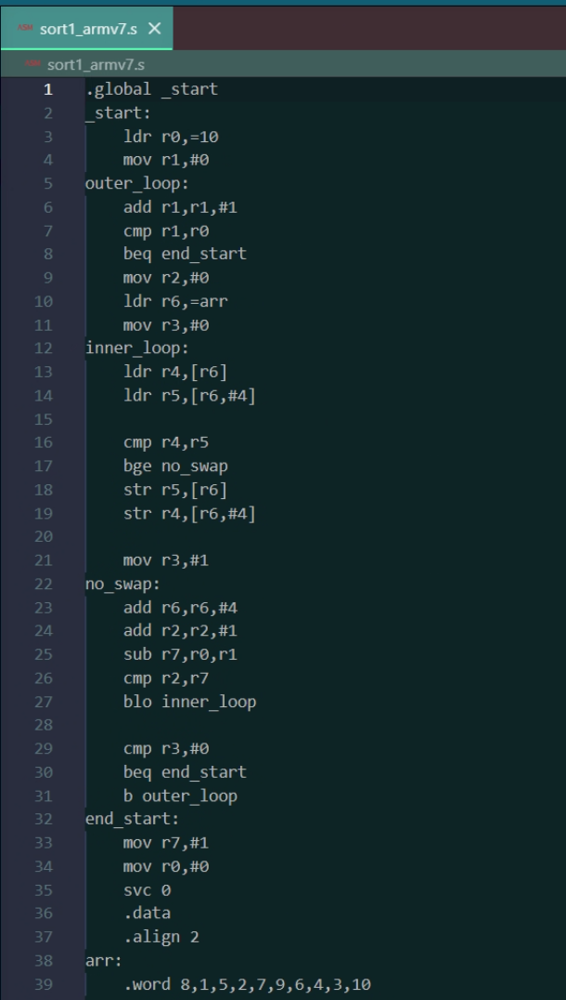 ASM sort1_armv7.s ×
ASM sort1_armv7.s
1 .global _start
2 _start:
3 ldr r0,=10
4 mov r1,#0
5 outer_loop:
6 add r1,r1,#1
7 cmp r1,r0
8 beq end_start
9 mov r2,#0
10 ldr r6,=arr
11 mov r3,#0
12 inner_loop:
13 ldr r4,[r6]
14 ldr r5,[r6,#4]
15
16 cmp r4,r5
17 bge no_swap
18 str r5,[r6]
19 str r4,[r6,#4]
20
21 mov r3,#1
22 no_swap:
23 add r6,r6,#4
24 add r2,r2,#1
25 sub r7,r0,r1
26 cmp r2,r7
27 blo inner_loop
28
29 cmp r3,#0
30 beq end_start
31 b outer_loop
32 end_start:
33 mov r7,#1
34 mov r0,#0
35 svc 0
36 .data
37 .align 2
38 arr:
39 .word 8,1,5,2,7,9,6,4,3,10